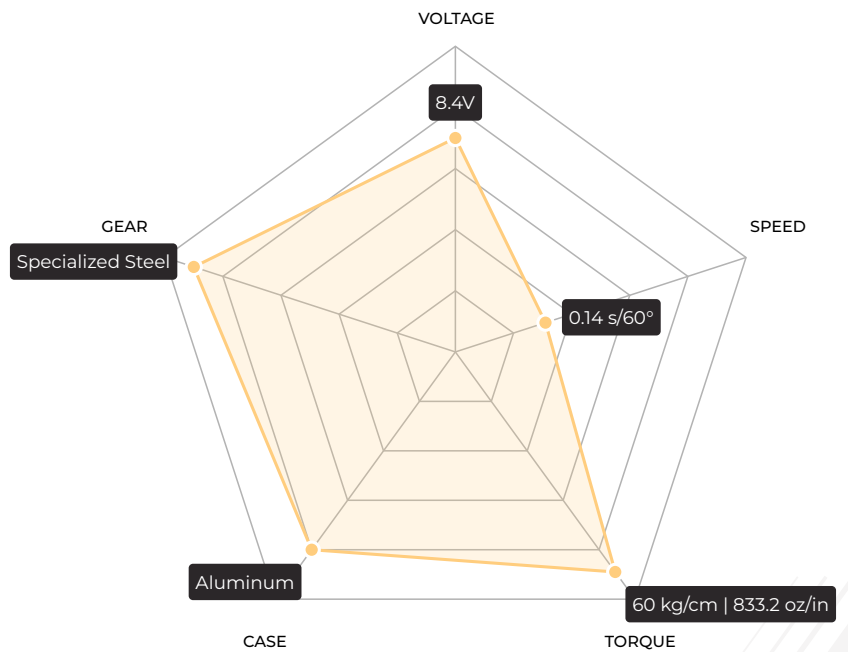 VOLTAGE
8.4V
GEAR
SPEED
Specialized Steel
0.14 s/60°
Aluminum
60 kg/cm | 833.2 oz/in
CASE
TORQUE